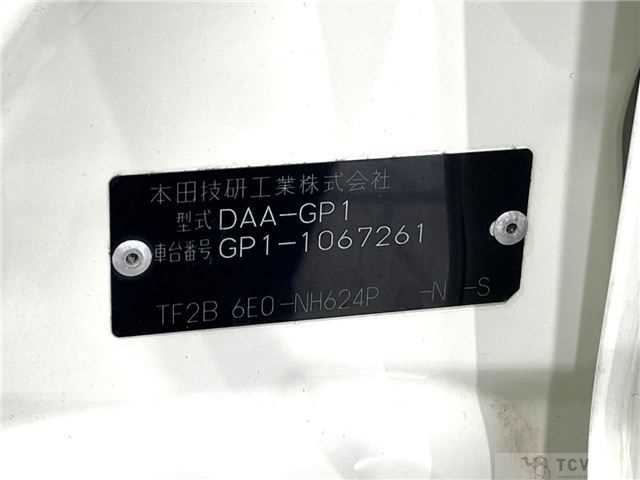 本田技研工業株式会社
型式 DAA-GP1
車台番号 GP1-1067261
TF2B 6E0-NH624P -N -S
TCV